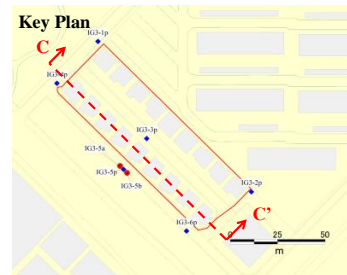 Key Plan
IG3-1p
C
IG3-4p
IG3-3p
IG3-5a
IG3-5p
IG3-5b
IG3-2p
C'
IG3-6p
0 25 50
m